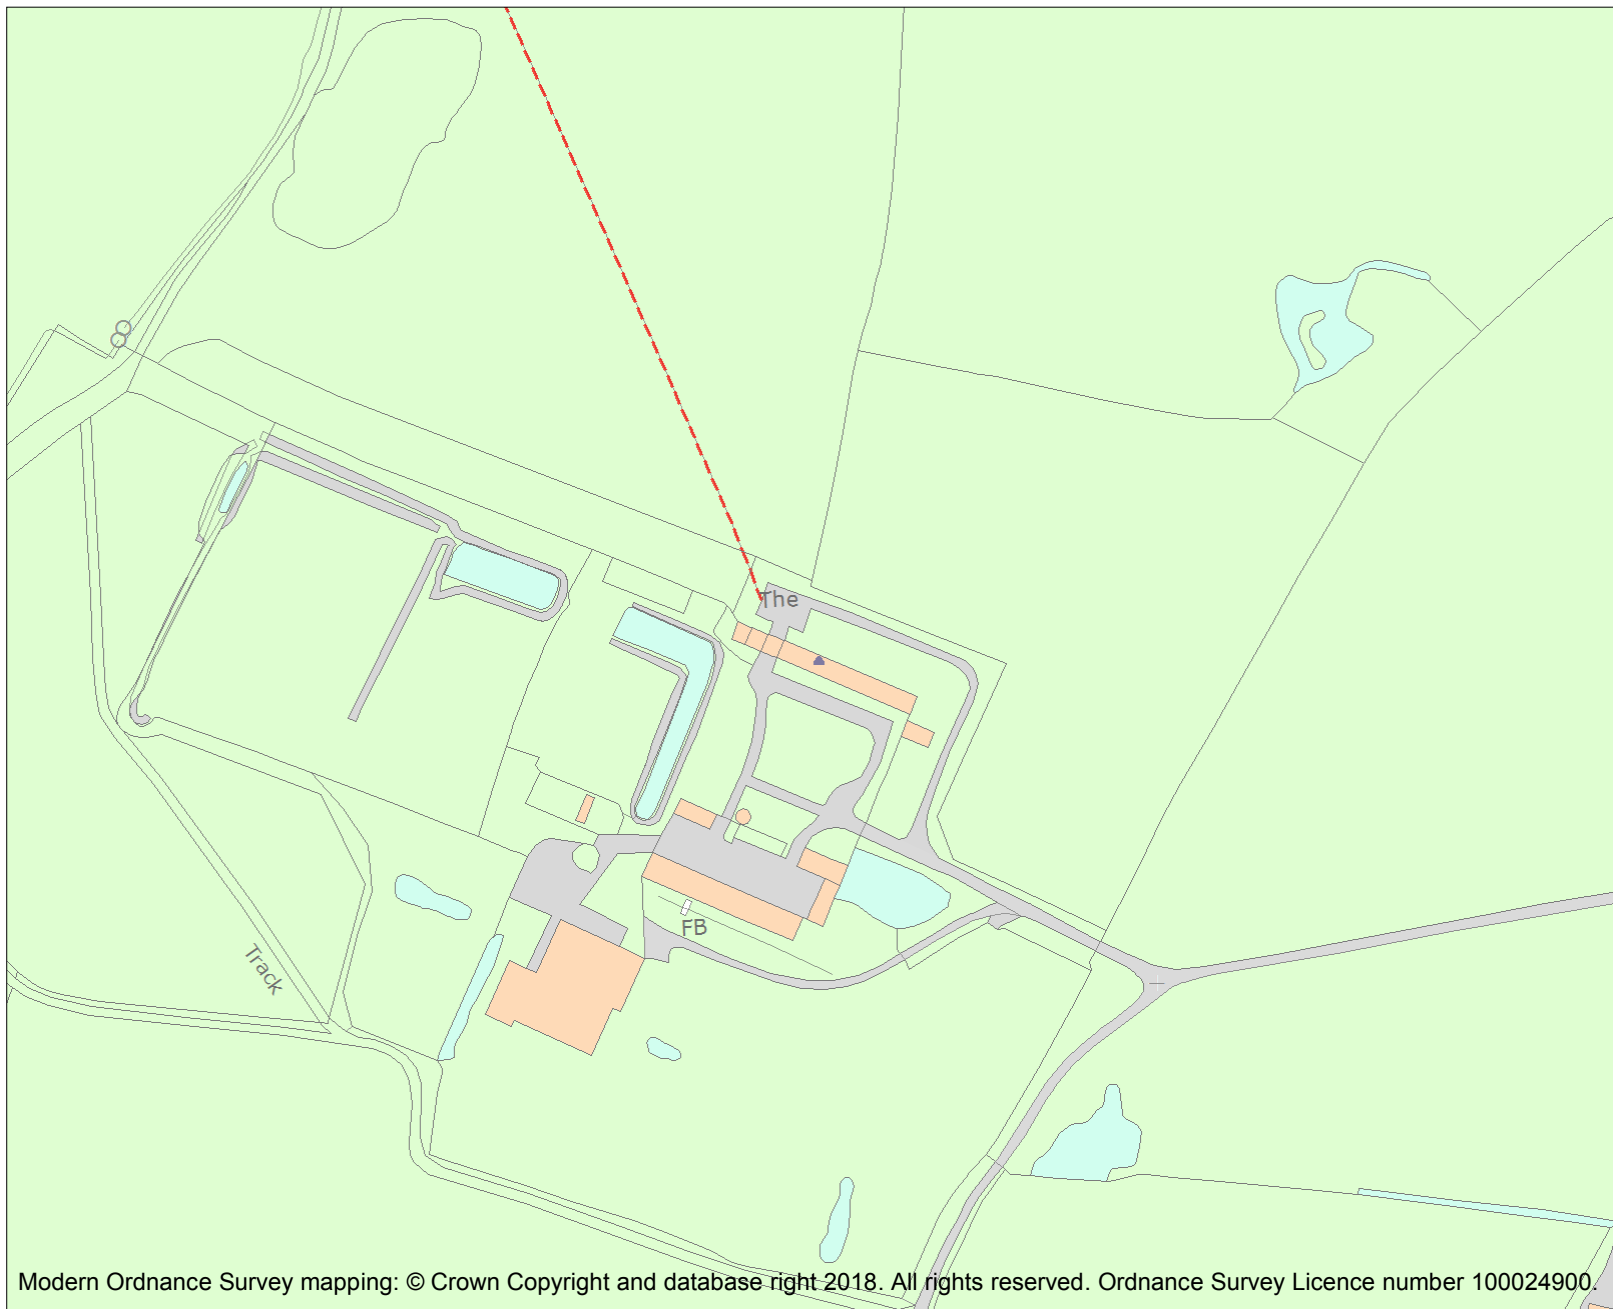 The
FB
Track
Modern Ordnance Survey mapping: © Crown Copyright and database right 2018. All rights reserved. Ordnance Survey Licence number 100024900.